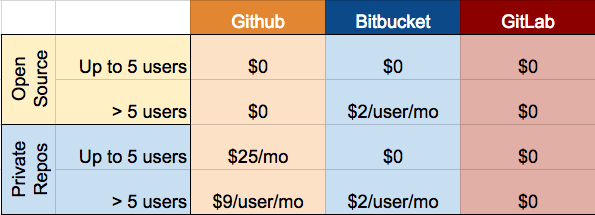 Github Bitbucket GitLab
Open Source
Up to 5 users $0 $0 $0
> 5 users $0 $2/user/mo $0
Private Repos
Up to 5 users $25/mo $0 $0
> 5 users $9/user/mo $2/user/mo $0